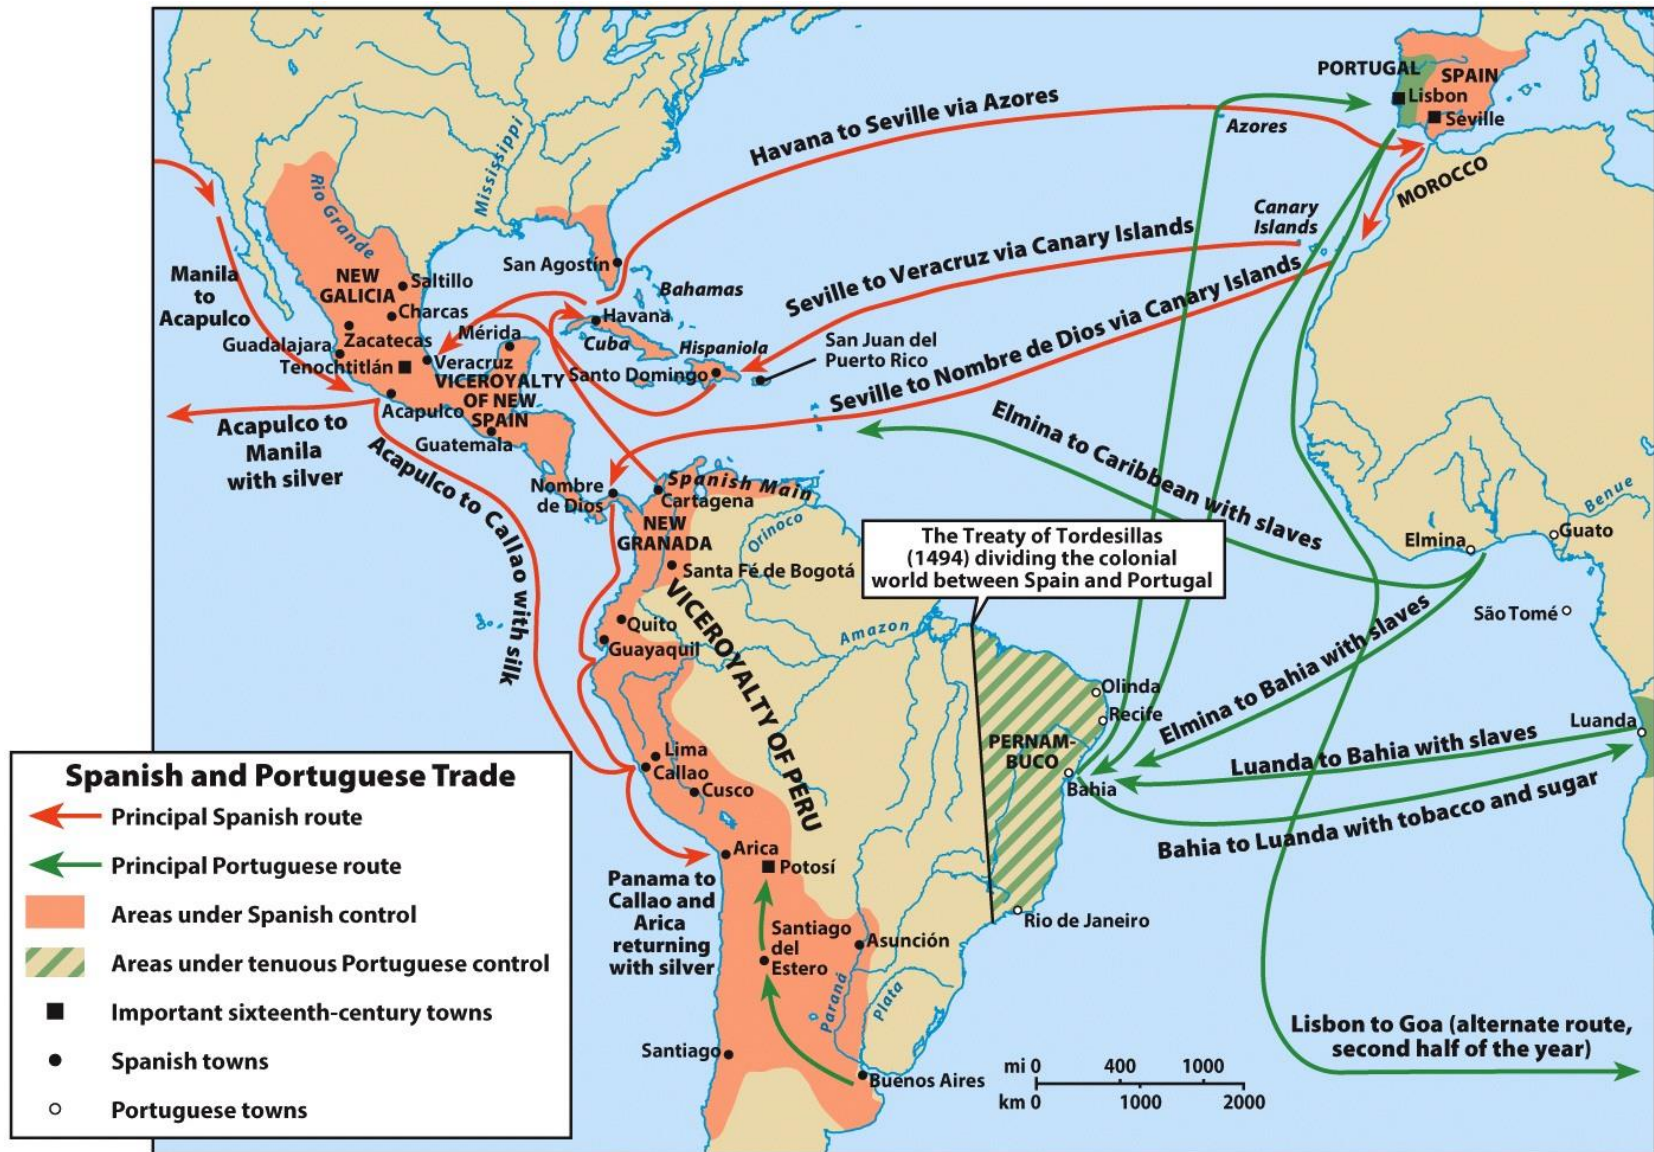 PORTUGAL
SPAIN
Lisbon
Seville
Havana to Seville via Azores
Azores
MOROCCO
Mississippi
Rio Grande
Canary
Islands
Seville to Veracruz via Canary Islands
Manila
to
Acapulco
San Agostín
NEW
GALICIA
Saltillo
Bahamas
Charcas
Havana
Seville to Nombre de Dios via Canary Islands
Zacatecas
Mérida
Cuba
Hispaniola
San Juan del
Puerto Rico
Guadalajara
Tenochtitlán
Veracruz
Santo Domingo
VICEROYALTY
OF NEW
SPAIN
Acapulco
Guatemala
Acapulco to
Manila
with silver
Acapulco to Callao with silk
Elmina to Caribbean with slaves
Nombre
de Dios
Spanish Main
Cartagena
NEW
GRANADA
Orinoco
Santa Fé de Bogotá
The Treaty of Tordesillas
(1494) dividing the colonial
world between Spain and Portugal
Benue
Elmina
Guato
São Tomé
Quito
Guayaquil
Amazon
VICEROYALTY OF PERU
Elmina to Bahia with slaves
Olinda
Recife
PERNAM-
BUCO
Bahia
Luanda
Luanda to Bahia with slaves
Bahia to Luanda with tobacco and sugar
Lima
Callao
Cusco
Arica
Potosí
Panama to
Callao and
Arica
returning
with silver
Santiago
del
Estero
Asunción
Rio de Janeiro
Paraná
Plata
Santiago
Buenos Aires
Lisbon to Goa (alternate route,
second half of the year)
mi 0 400 1000
km 0 1000 2000
Spanish and Portuguese Trade
Principal Spanish route
Principal Portuguese route
Areas under Spanish control
Areas under tenuous Portuguese control
Important sixteenth-century towns
Spanish towns
Portuguese towns